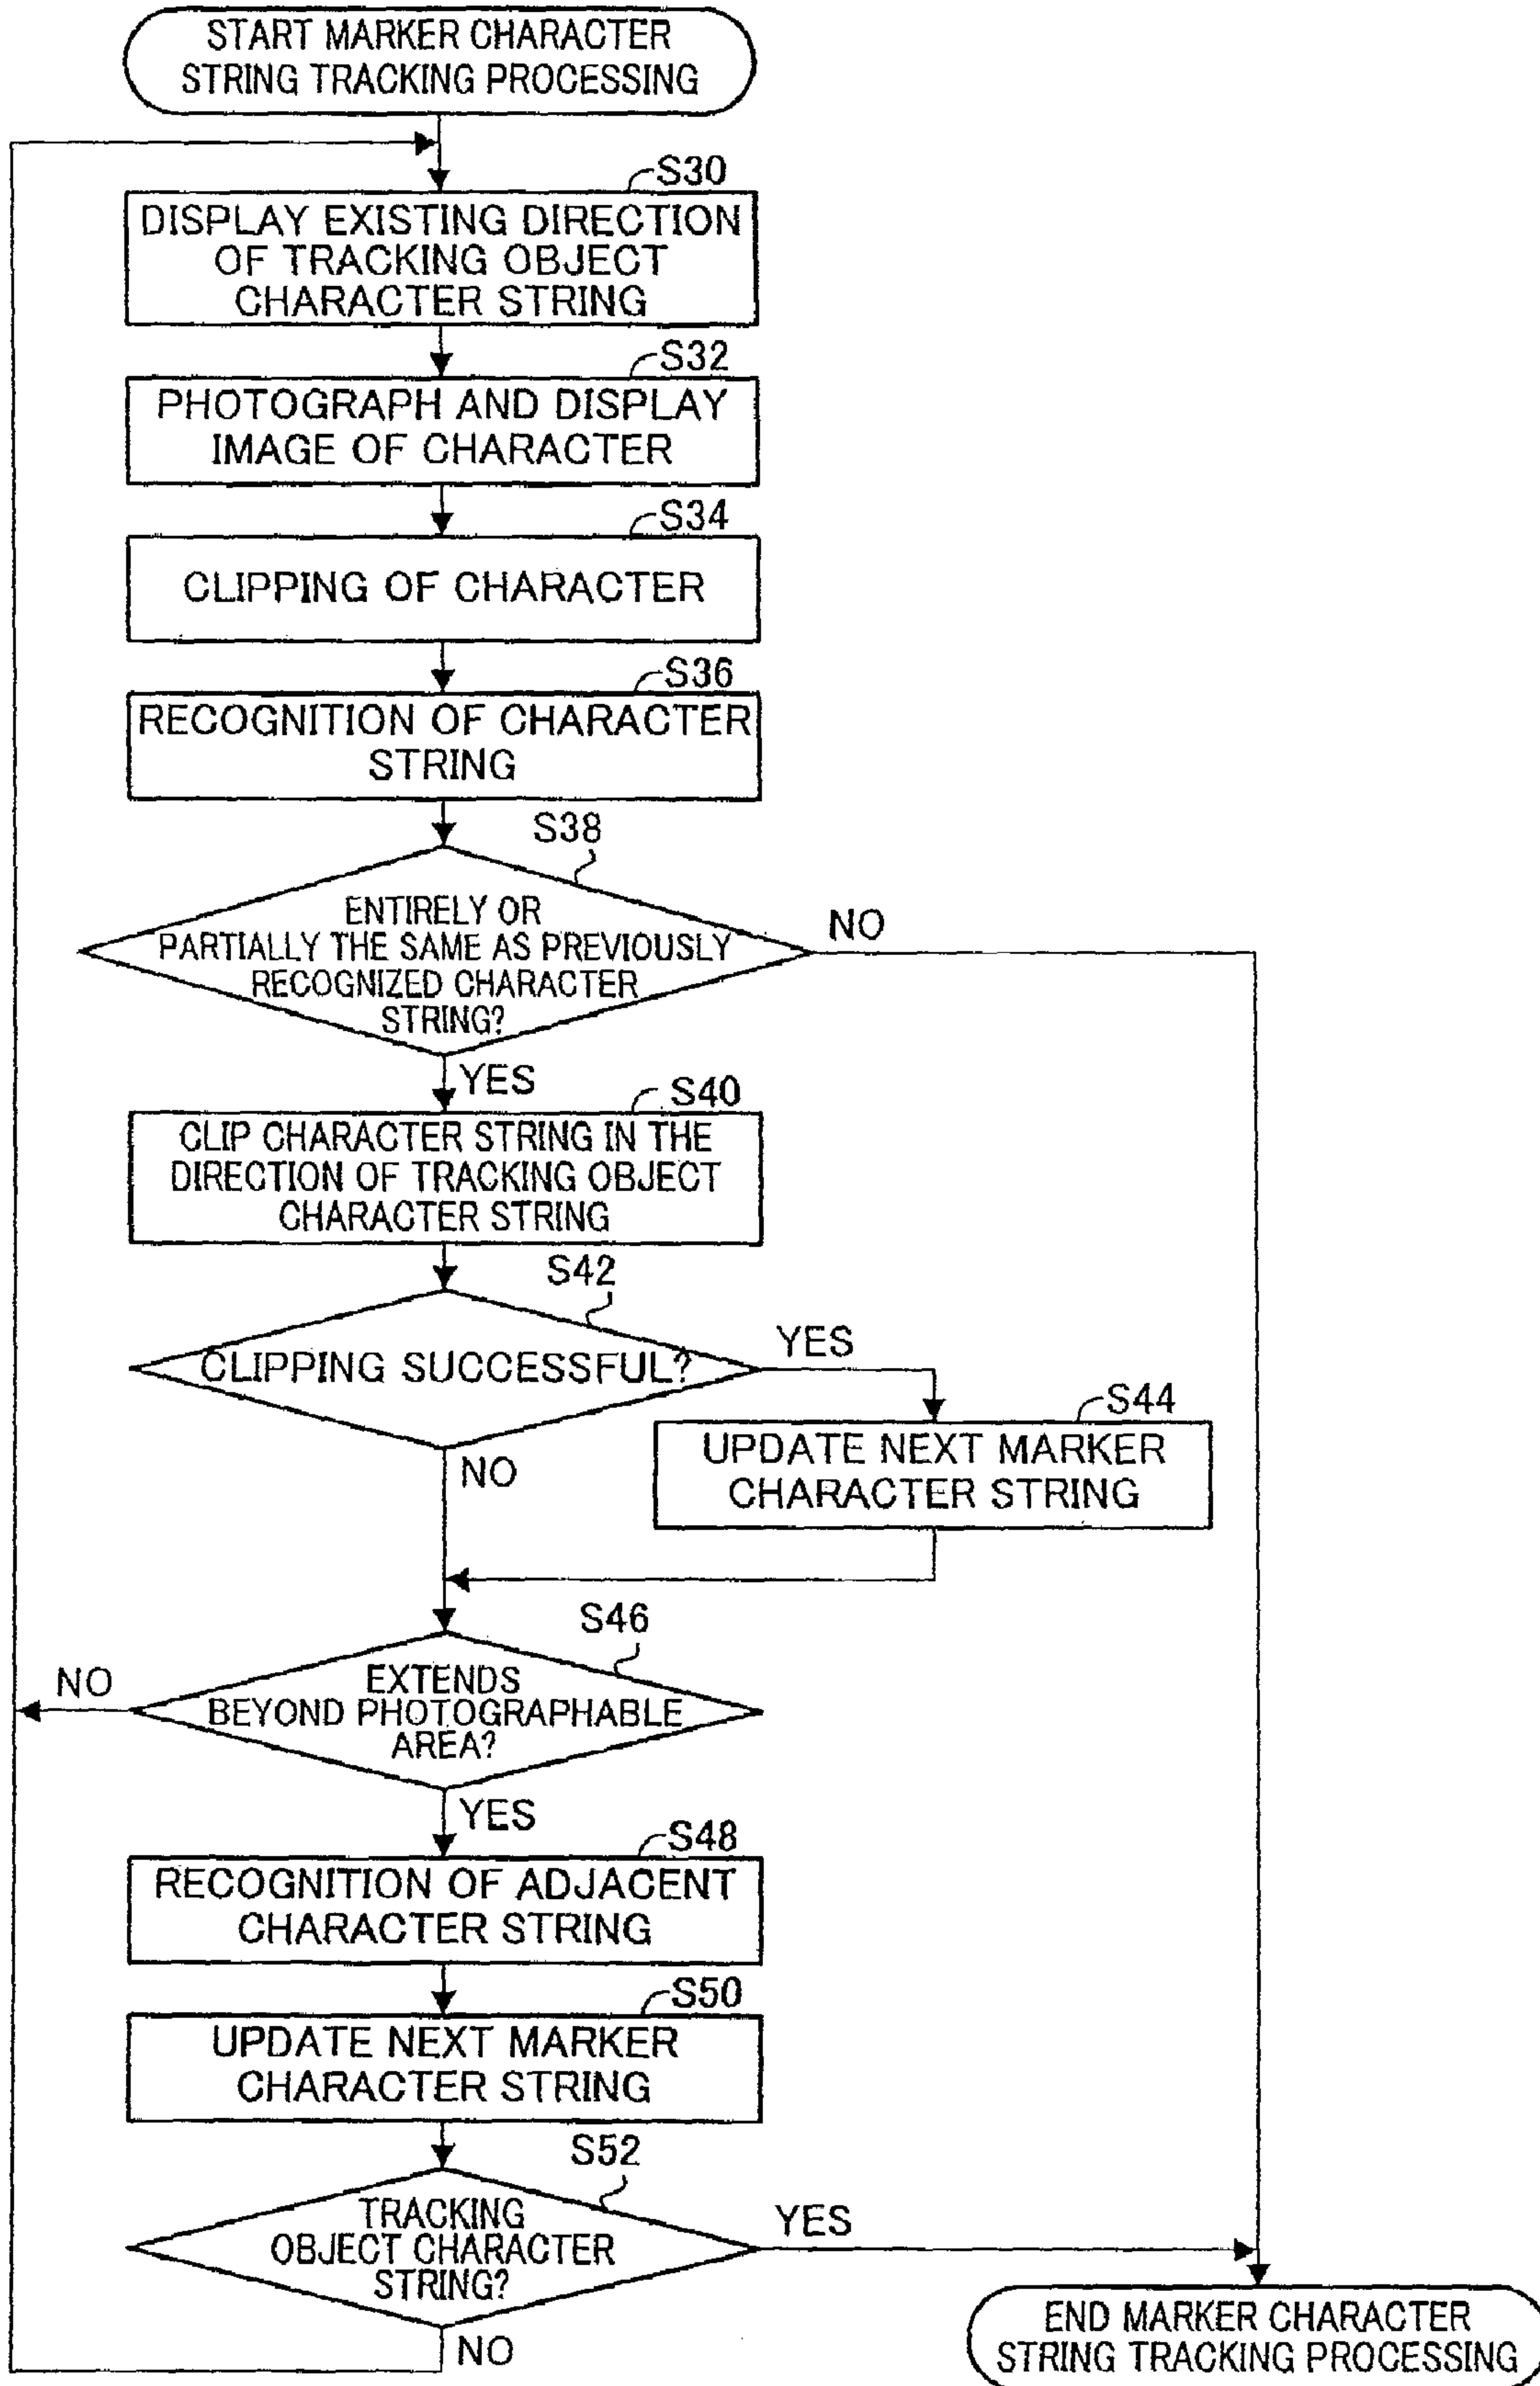 START MARKER CHARACTER
STRING TRACKING PROCESSING
S30
DISPLAY EXISTING DIRECTION
OF TRACKING OBJECT
CHARACTER STRING
S32
PHOTOGRAPH AND DISPLAY
IMAGE OF CHARACTER
S34
CLIPPING OF CHARACTER
S36
RECOGNITION OF CHARACTER
STRING
S38
ENTIRELY OR
PARTIALLY THE SAME AS PREVIOUSLY
RECOGNIZED CHARACTER
STRING?
NO
YES
S40
CLIP CHARACTER STRING IN THE
DIRECTION OF TRACKING OBJECT
CHARACTER STRING
S42
CLIPPING SUCCESSFUL?
YES
NO
S44
UPDATE NEXT MARKER
CHARACTER STRING
S46
EXTENDS
BEYOND PHOTOGRAPHABLE
AREA?
NO
YES
S48
RECOGNITION OF ADJACENT
CHARACTER STRING
S50
UPDATE NEXT MARKER
CHARACTER STRING
S52
TRACKING
OBJECT CHARACTER
STRING?
YES
NO
END MARKER CHARACTER
STRING TRACKING PROCESSING